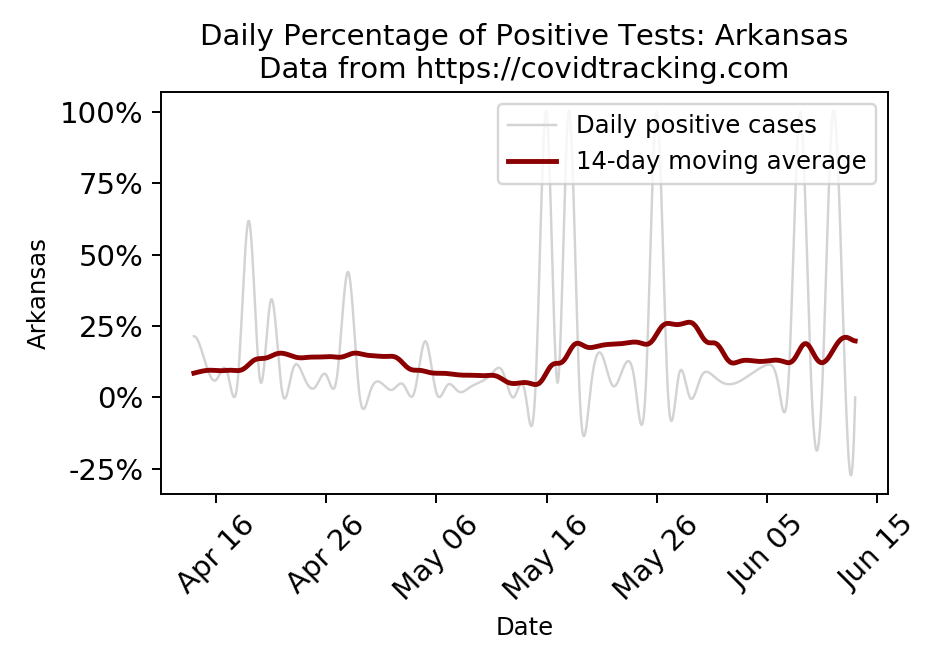 Daily Percentage of Positive Tests: Arkansas
Data from https://covidtracking.com
100%
75%
50%
25%
0%
-25%
Arkansas
Daily positive cases
14-day moving average
Apr 16
Apr 26
May 06
May 16
May 26
Jun 05
Jun 15
Date